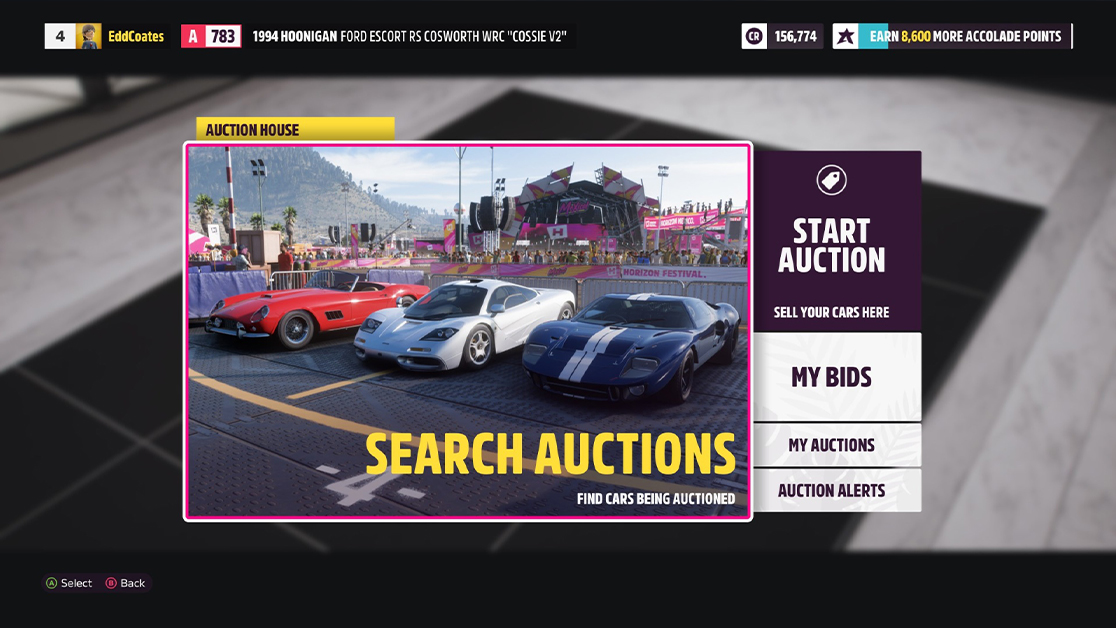 4 EddCoates A 783 1994 HOONIGAN FORD ESCORT RS COSWORTH WRC "COSSIE V2" CR 156,774 EARN 8,600 MORE ACCOLADE POINTS
AUCTION HOUSE
HORIZON FESTIVAL.
SEARCH AUCTIONS
FIND CARS BEING AUCTIONED
4
START
AUCTION
SELL YOUR CARS HERE
MY BIDS
MY AUCTIONS
AUCTION ALERTS
A Select B Back